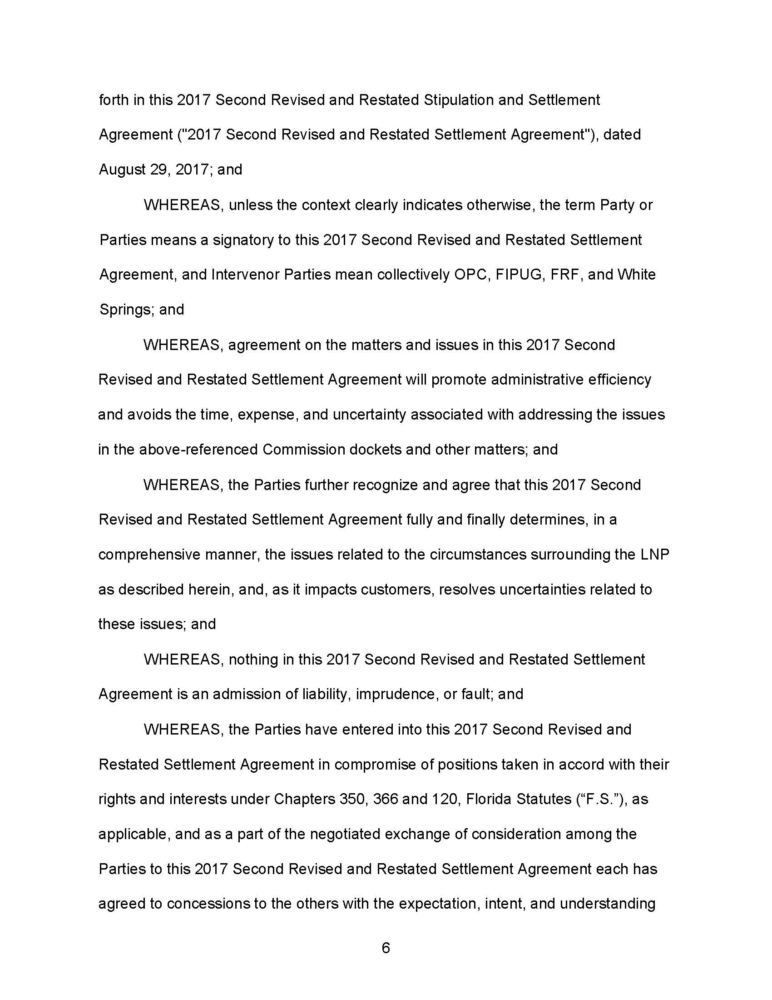 forth in this 2017 Second Revised and Restated Stipulation and Settlement
Agreement ("2017 Second Revised and Restated Settlement Agreement"), dated
August 29, 2017; and
WHEREAS, unless the context clearly indicates otherwise, the term Party or
Parties means a signatory to this 2017 Second Revised and Restated Settlement
Agreement, and Intervenor Parties mean collectively OPC, FIPUG, FRF, and White
Springs; and
WHEREAS, agreement on the matters and issues in this 2017 Second
Revised and Restated Settlement Agreement will promote administrative efficiency
and avoids the time, expense, and uncertainty associated with addressing the issues
in the above-referenced Commission dockets and other matters; and
WHEREAS, the Parties further recognize and agree that this 2017 Second
Revised and Restated Settlement Agreement fully and finally determines, in a
comprehensive manner, the issues related to the circumstances surrounding the LNP
as described herein, and, as it impacts customers, resolves uncertainties related to
these issues; and
WHEREAS, nothing in this 2017 Second Revised and Restated Settlement
Agreement is an admission of liability, imprudence, or fault; and
WHEREAS, the Parties have entered into this 2017 Second Revised and
Restated Settlement Agreement in compromise of positions taken in accord with their
rights and interests under Chapters 350, 366 and 120, Florida Statutes (“F.S.”), as
applicable, and as a part of the negotiated exchange of consideration among the
Parties to this 2017 Second Revised and Restated Settlement Agreement each has
agreed to concessions to the others with the expectation, intent, and understanding
6